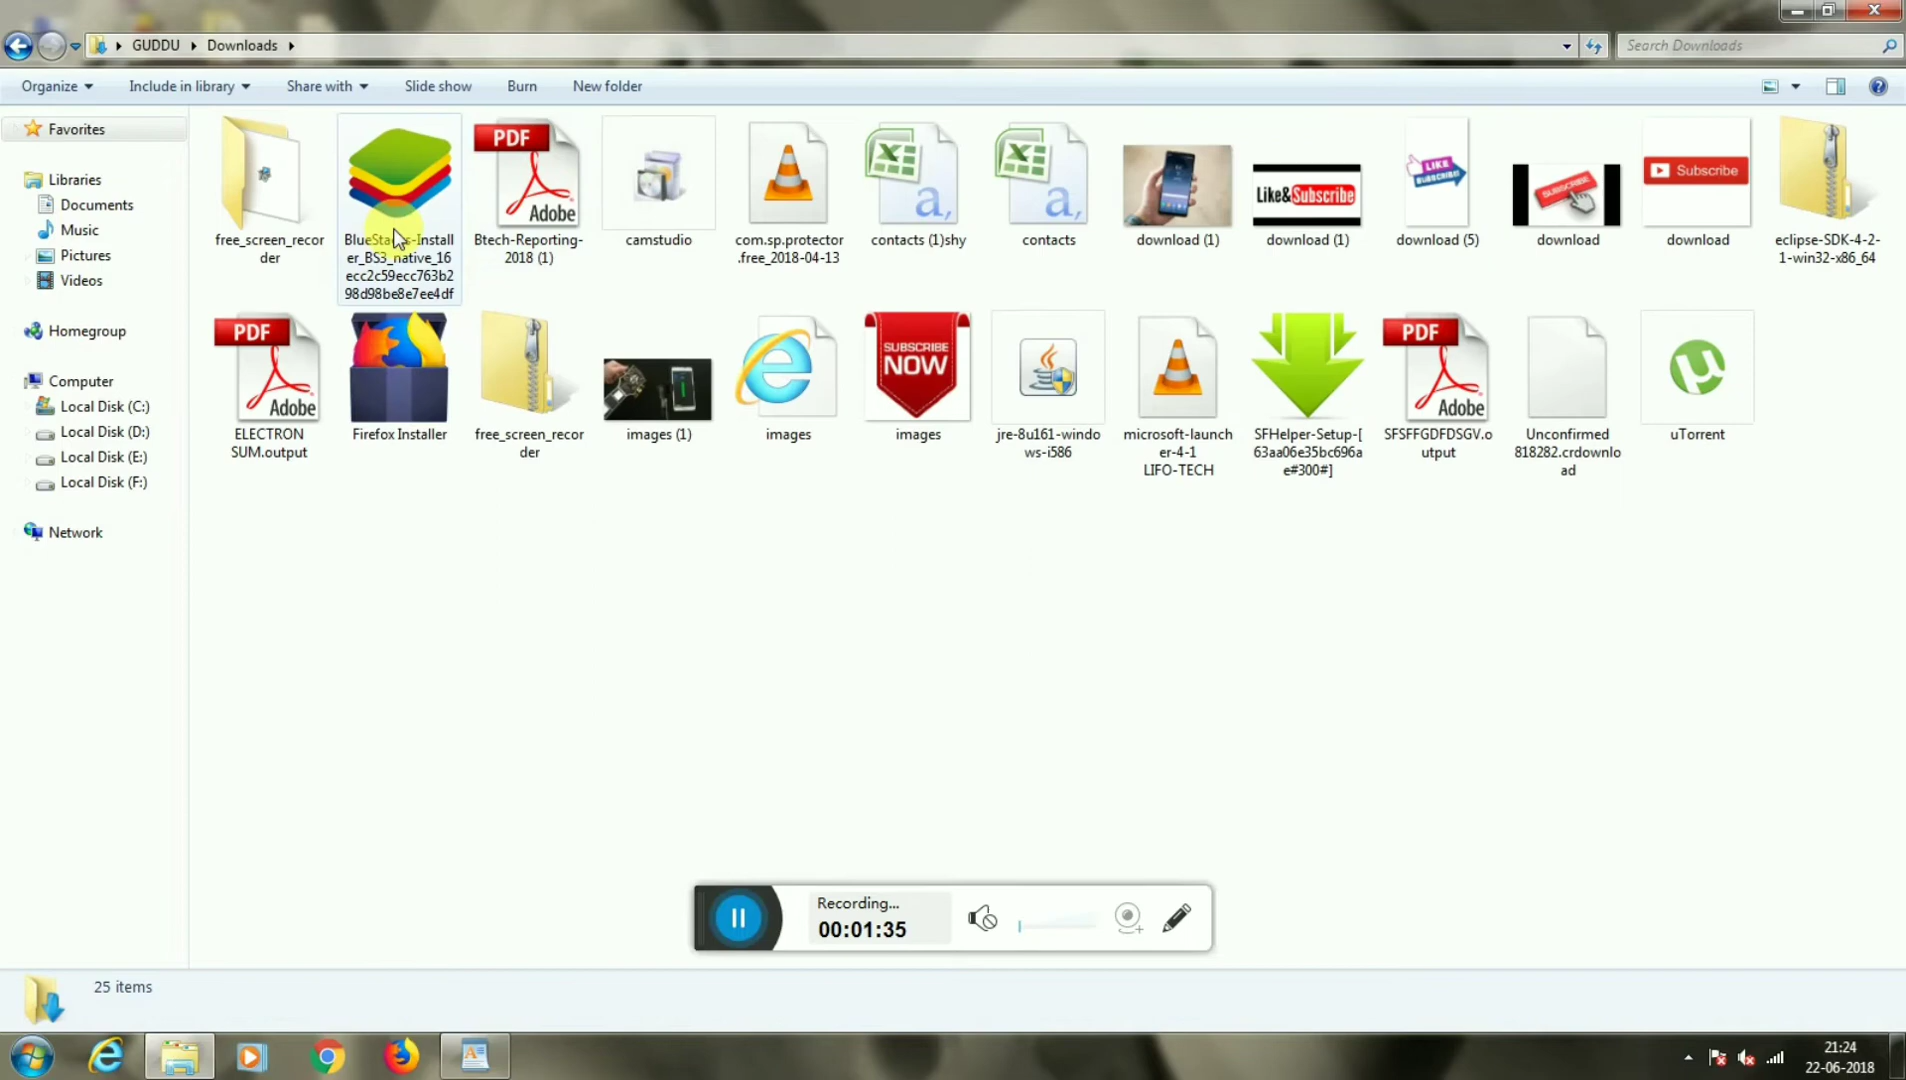 GUDDU Downloads
Search Downloads
Organize Include in library Share with Slide show Burn New folder
Favorites
Libraries
Documents
Music
Pictures
Videos
Homegroup
Computer
Local Disk (C:)
Local Disk (D:)
Local Disk (E:)
Local Disk (F:)
Network
free_screen_recor
der
er_BS3_native_16
ecc2c59ecc763b2
98d98be8e7ee4df
PDF
Adobe
Btech-Reporting-
2018 (1)
camstudio
com.sp.protector
.free_2018-04-13
a,
contacts (1)shy
a,
contacts
download (1)
Like&Subscribe
download (1)
LIKE
SUBSCRIBE
download (5)
SUBSCRIBE
download
Subscribe
download
eclipse-SDK-4-2-
1-win32-x86_64
PDF
Adobe
ELECTRON
SUM.output
Firefox Installer
free_screen_recor
der
images (1)
images
SUBSCRIBE
NOW
images
jre-8u161-windo
ws-i586
microsoft-launch
er-4-1
LIFO-TECH
SFHelper-Setup-[
63aa06e35bc696a
e#300#]
PDF
Adobe
SFSFFGDFDSGV.o
utput
Unconfirmed
818282.crdownlo
ad
uTorrent
Recording...
00:01:35
25 items
21:24
22-06-2018